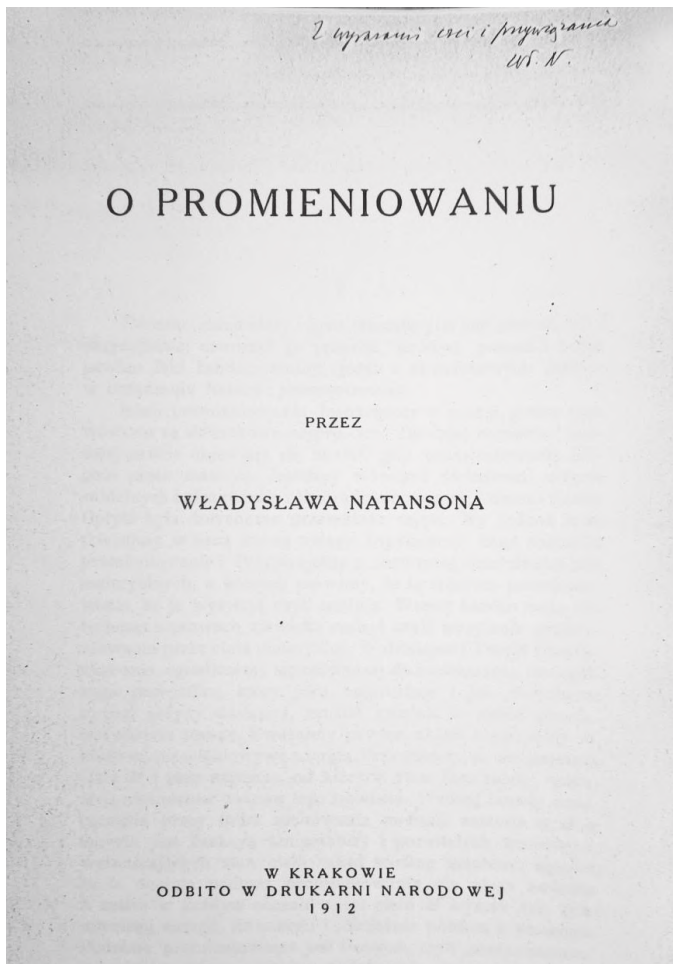 Z wyrazami czci i przywiązania
Wł. N.
O PROMIENIOWANIU
PRZEZ
WŁADYSŁAWA NATANSONA
W KRAKOWIE
ODBITO W DRUKARNI NARODOWEJ
1912